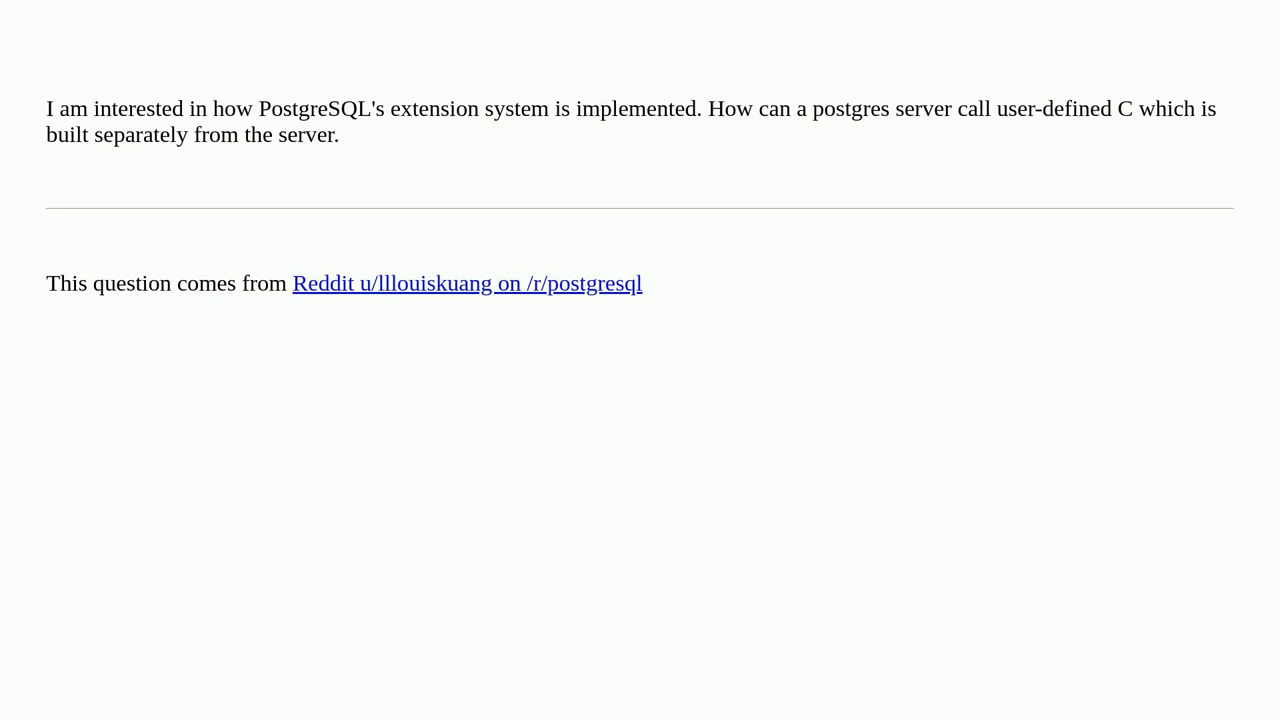 I am interested in how PostgreSQL's extension system is implemented. How can a postgres server call user-defined C which is
built separately from the server.
This question comes from Reddit u/lllouiskuang on /r/postgresql